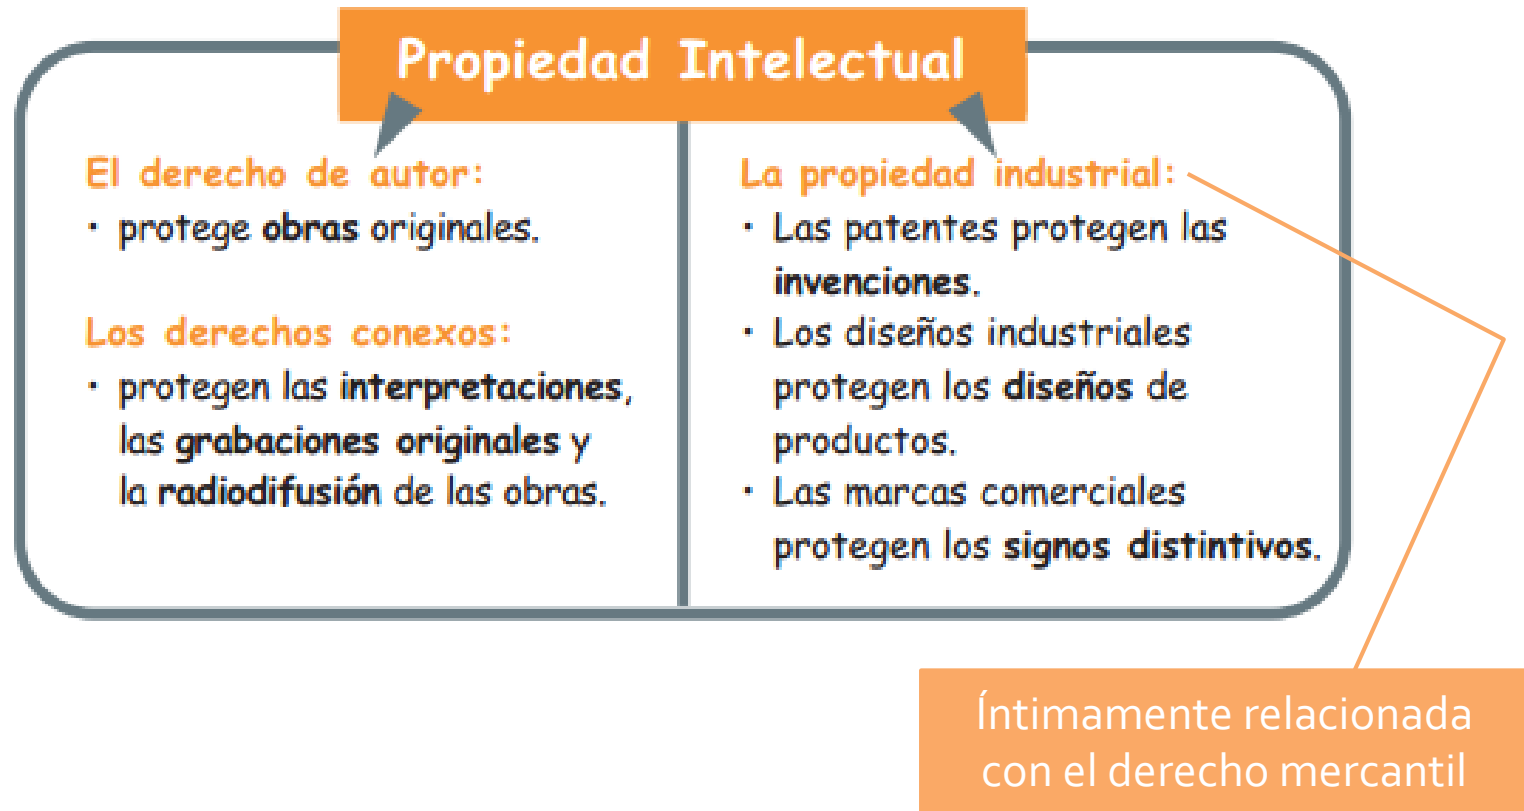 Propiedad Intelectual
El derecho de autor:
· protege obras originales.
Los derechos conexos:
· protegen las interpretaciones,
las grabaciones originales y
la radiodifusión de las obras.
La propiedad industrial:
· Las patentes protegen las
invenciones.
· Los diseños industriales
protegen los diseños de
productos.
· Las marcas comerciales
protegen los signos distintivos.
Íntimamente relacionada
con el derecho mercantil